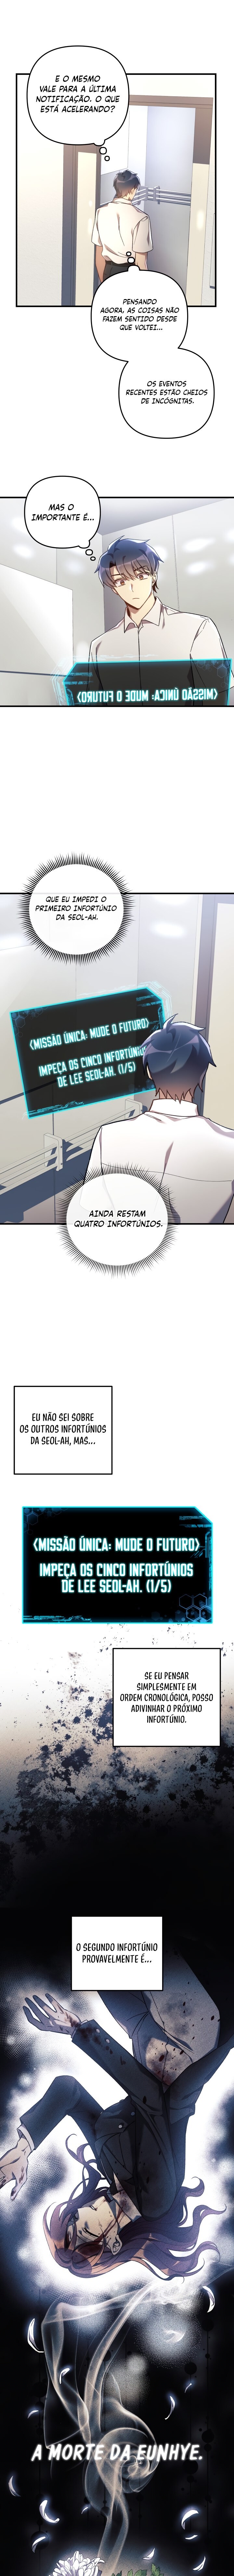 E O MESMO
VALE PARA A ÚLTIMA
NOTIFICAÇÃO. O QUE
ESTÁ ACELERANDO?
PENSANDO
AGORA, AS COISAS NÃO
FAZEM SENTIDO DESDE
QUE VOLTEI...
OS EVENTOS
RECENTES ESTÃO CHEIOS
DE INCÓGNITAS.
MAS O
IMPORTANTE É...
<MISSÃO ÚNICA: MUDE O FUTURO>
QUE EU IMPEDI O
PRIMEIRO INFORTÚNIO
DA SEOL-AH.
<MISSÃO ÚNICA: MUDE O FUTURO>
IMPEÇA OS CINCO INFORTÚNIOS
DE LEE SEOL-AH. (1/5)
AINDA RESTAM
QUATRO INFORTÚNIOS.
EU NÃO SEI SOBRE
OS OUTROS INFORTÚNIOS
DA SEOL-AH, MAS...
<MISSÃO ÚNICA: MUDE O FUTURO>
IMPEÇA OS CINCO INFORTÚNIOS
DE LEE SEOL-AH. (1/5)
SE EU PENSAR
SIMPLESMENTE EM
ORDEM CRONOLÓGICA, POSSO
ADIVINHAR O PRÓXIMO
INFORTÚNIO.
O SEGUNDO INFORTÚNIO
PROVAVELMENTE É...
A MORTE DA EUNHYE.